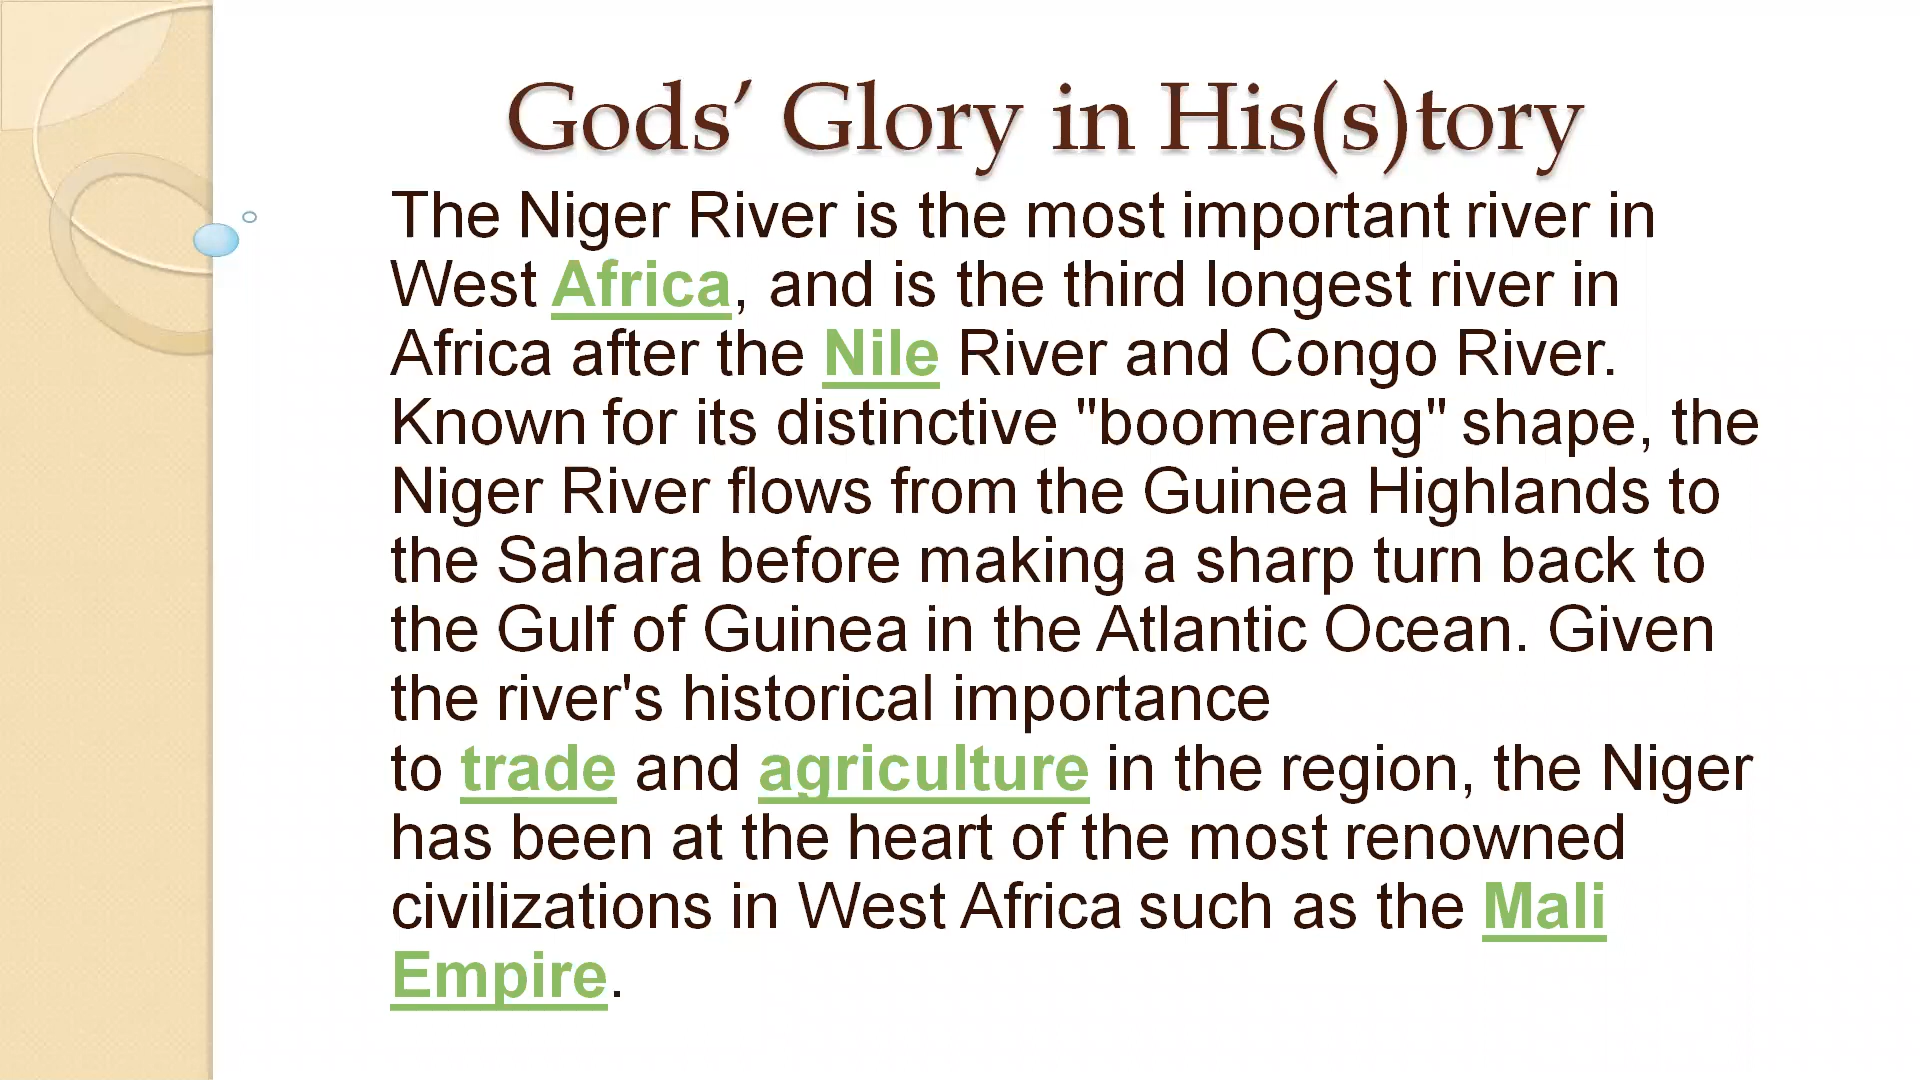 Gods’ Glory in His(s)tory
The Niger River is the most important river in
West Africa, and is the third longest river in
Africa after the Nile River and Congo River.
Known for its distinctive "boomerang" shape, the
Niger River flows from the Guinea Highlands to
the Sahara before making a sharp turn back to
the Gulf of Guinea in the Atlantic Ocean. Given
the river's historical importance
to trade and agriculture in the region, the Niger
has been at the heart of the most renowned
civilizations in West Africa such as the Mali
Empire.